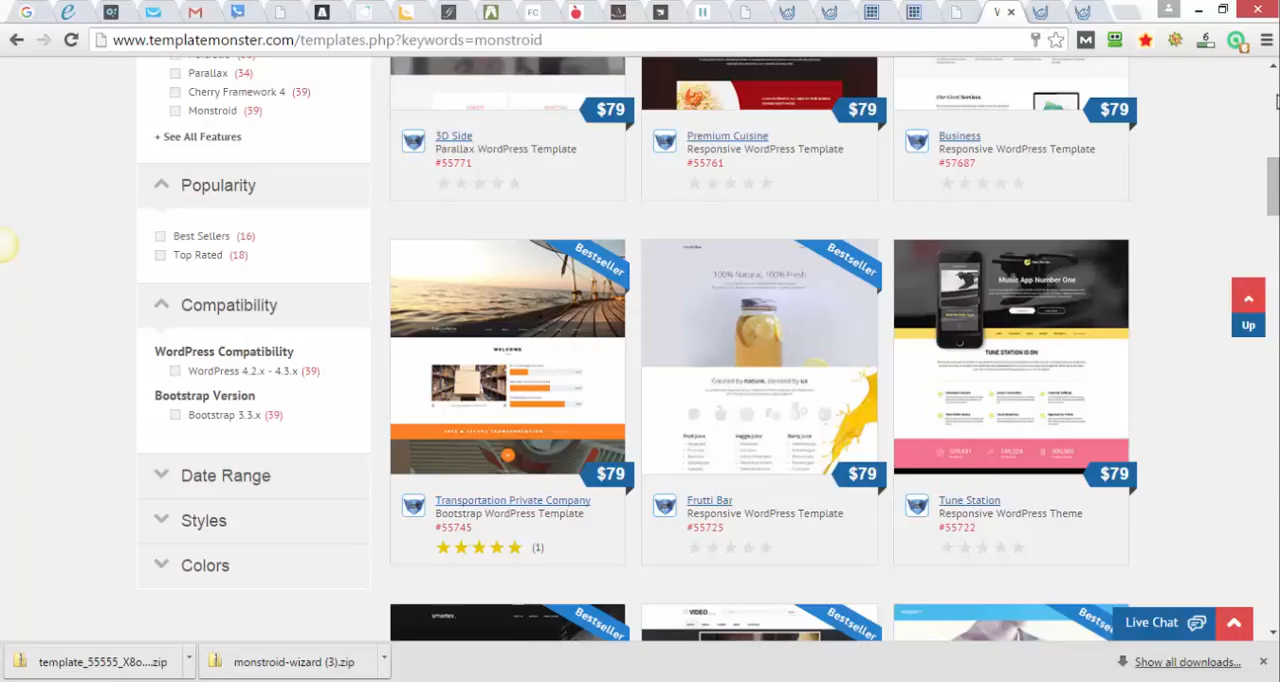 www.templatemonster.com/templates.php?keywords=monstroid
Parallax (54)
Cherry Framework 4 (39)
Monstroid (39)
+ See All Features
Popularity
Best Sellers (16)
Top Rated (18)
Compatibility
WordPress Compatibility
WordPress 4.2.x - 4.3.x (39)
Bootstrap Version
Bootstrap 3.3.x (39)
Date Range
Styles
Colors
$79
3D Side
Parallax WordPress Template
#55771
$79
Premium Cuisine
Responsive WordPress Template
#55761
Our Great Services
$79
Business
Responsive WordPress Template
#57687
Bestseller
WELCOME
$79
Transportation Private Company
Bootstrap WordPress Template
#55745
(1)
Bestseller
100% Natural, 100% Fresh
Created by nature, blended by us
$79
Frutti Bar
Responsive WordPress Template
#55725
Music App Number One
TUNE STATION IS ON
$79
Tune Station
Responsive WordPress Theme
#55722
Bestseller
VIDEO
Bestseller
Up
Live Chat
template_55555_X8o....zip
monstroid-wizard (3).zip
Show all downloads...